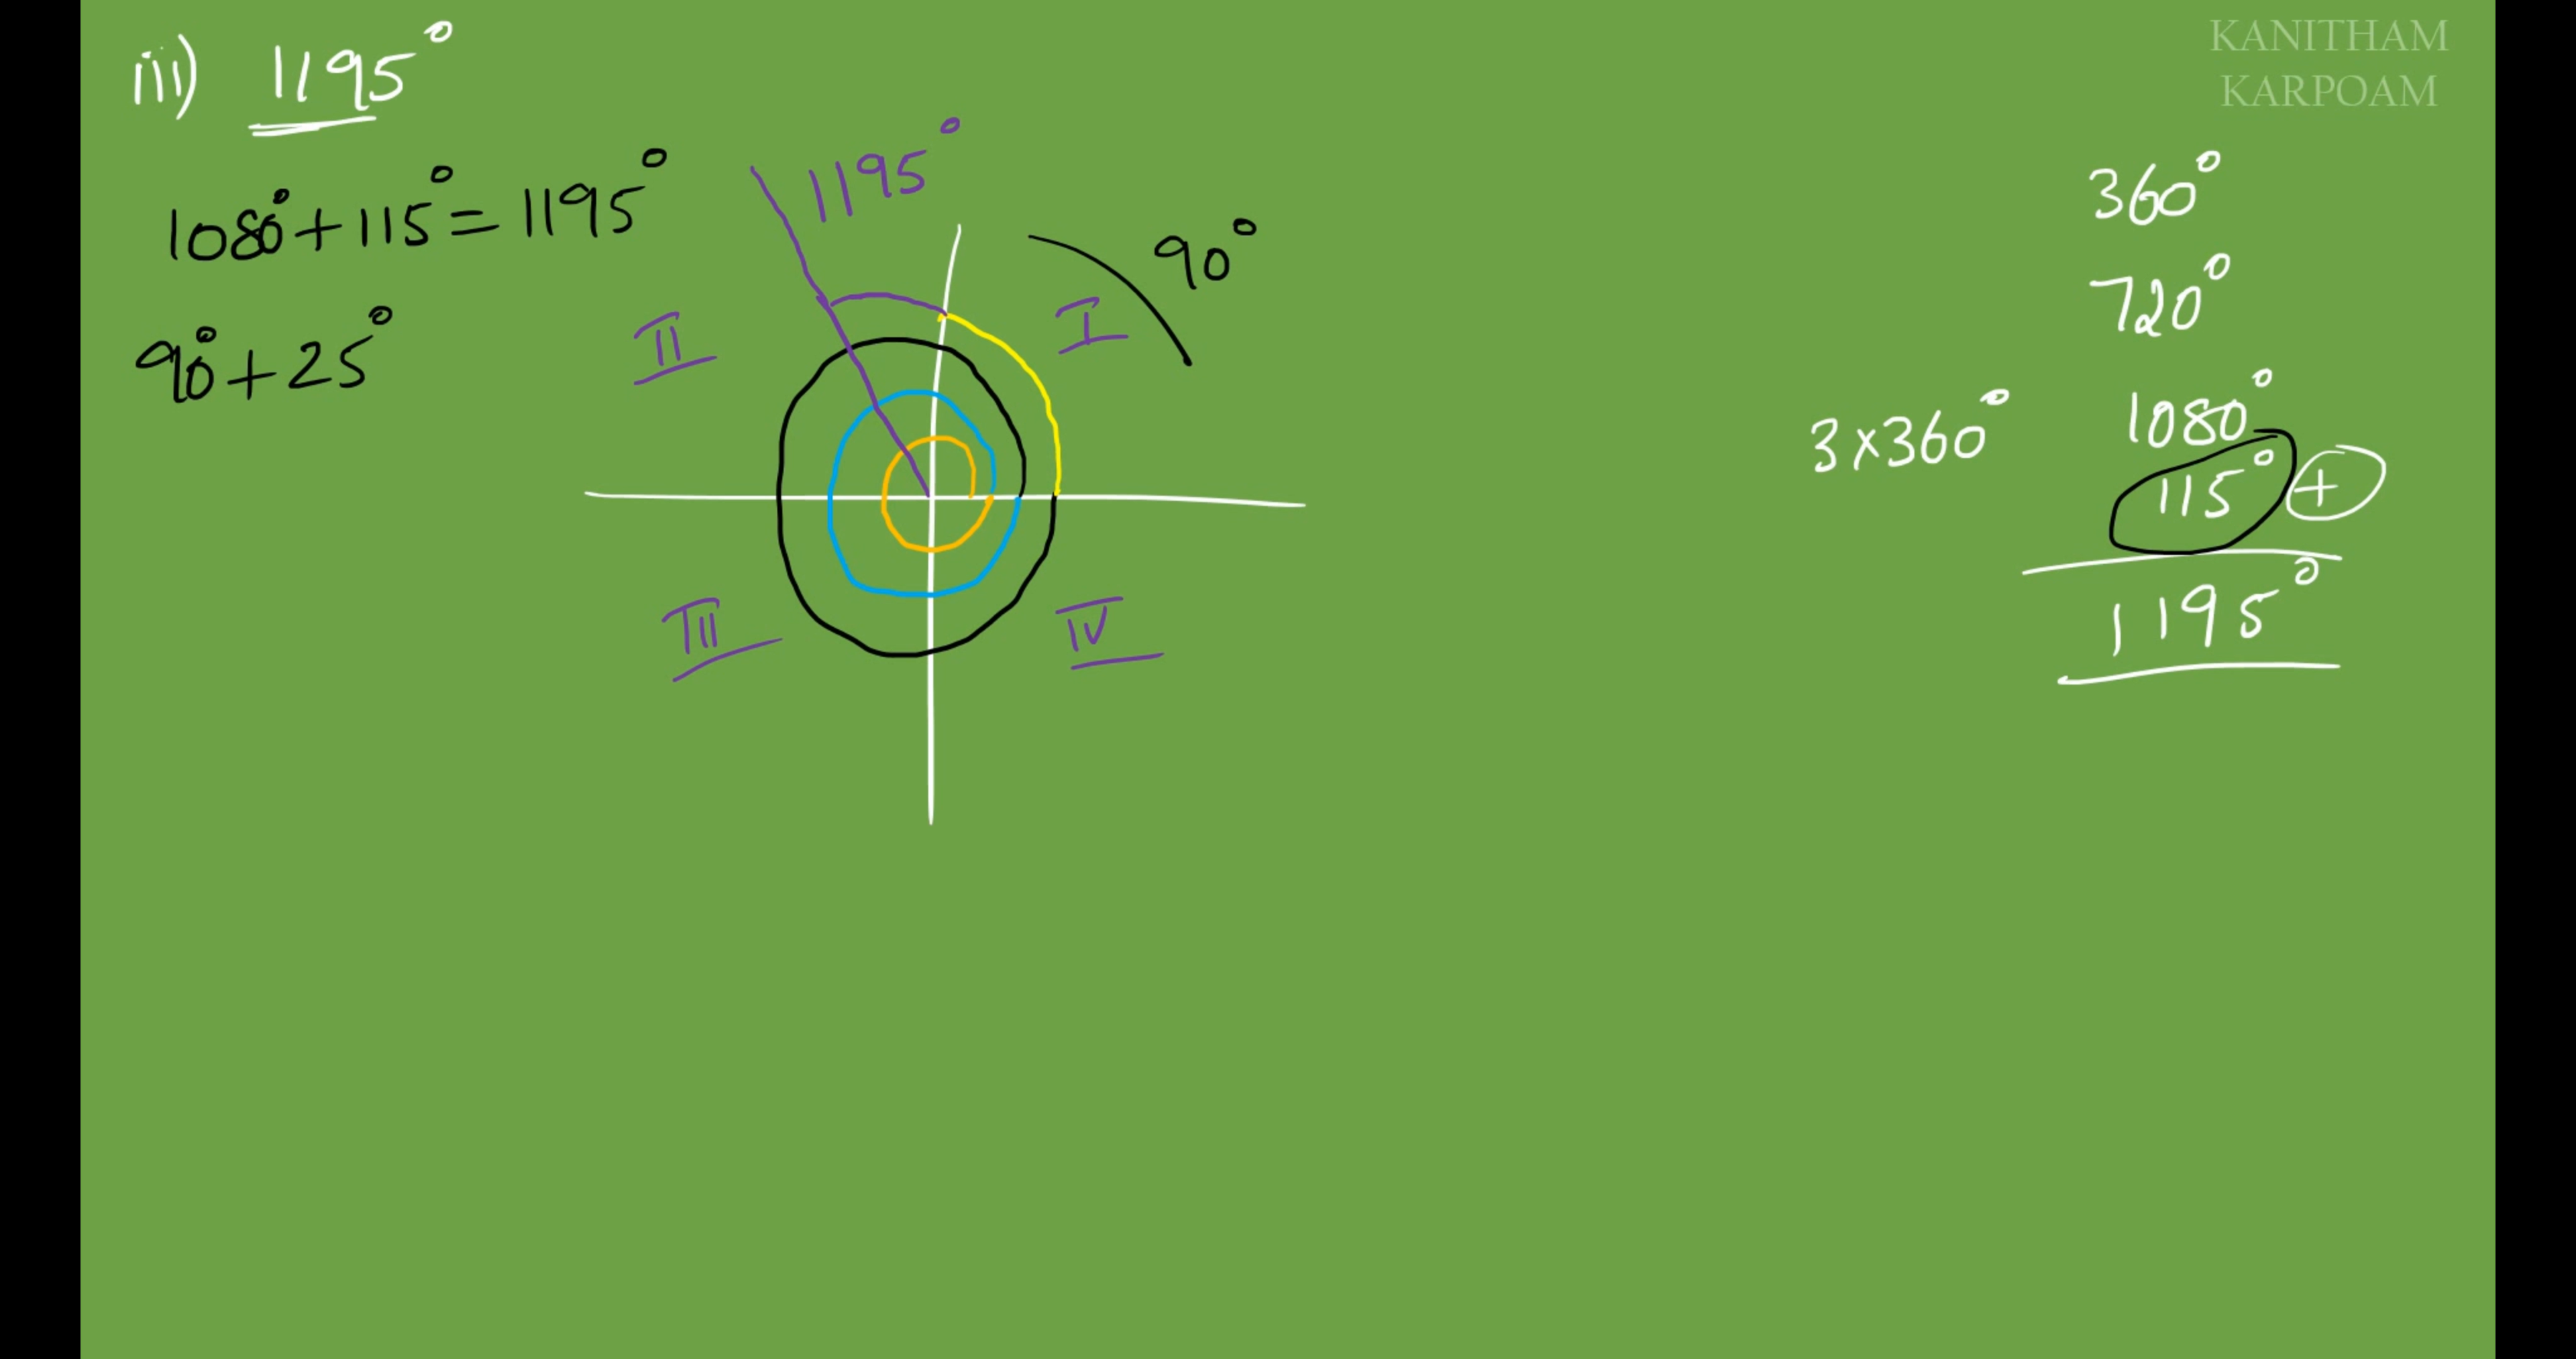 iii) 1195°
1080° + 115° = 1195°
90° + 25°
1195°
90°
II
I
III
IV
KANITHAM
KARPOAM
360°
720°
3×360° 1080°
115° +
1195°